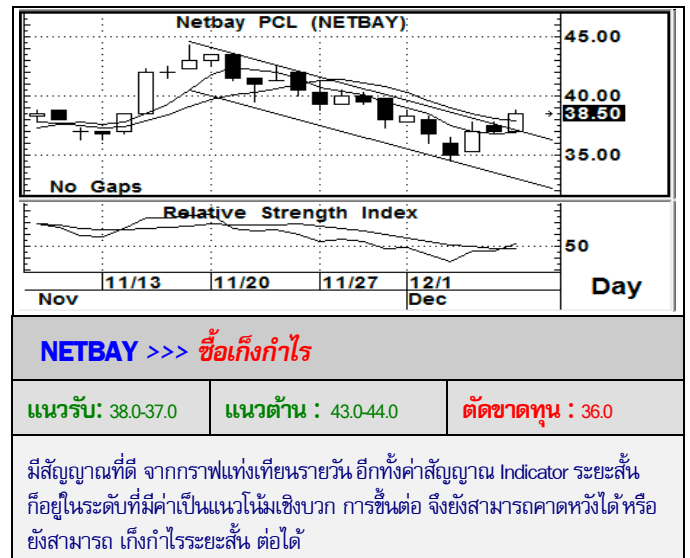 Netbay PCL (NETBAY)
45.00
40.00
38.50
35.00
No Gaps
Relative Strength Index
50
11/13 11/20 11/27 12/1
Nov Dec
Day
NETBAY >>> ซื้อเก็งกำไร
แนวรับ: 38.0-37.0 แนวต้าน : 43.0-44.0 ตัดขาดทุน : 36.0
มีสัญญาณที่ดี จากกราฟแท่งเทียนรายวัน อีกทั้งค่าสัญญาณ Indicator ระยะสั้น
ก็อยู่ในระดับที่มีค่าเป็นแนวโน้มเชิงบวก การขึ้นต่อ จึงยังสามารถคาดหวังได้ หรือ
ยังสามารถ เก็งกำไรระยะสั้น ต่อได้